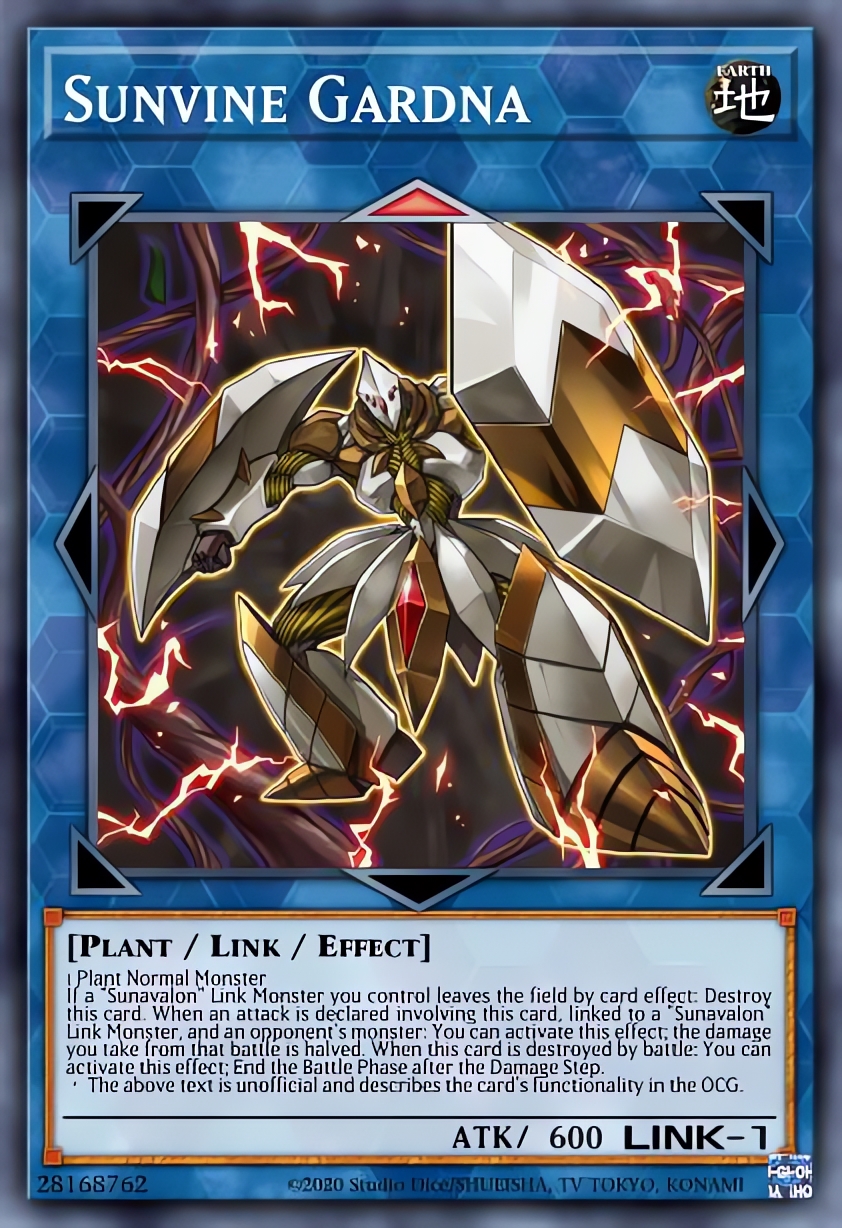 SUNVINE GARDNA
EARTH
地
[PLANT / LINK / EFFECT]
1 Plant Normal Monster
If a "Sunavalon" Link Monster you control leaves the field by card effect: Destroy
this card. When an attack is declared involving this card, linked to a "Sunavalon"
Link Monster, and an opponent's monster: You can activate this effect; the damage
you take from that battle is halved. When this card is destroyed by battle: You can
activate this effect; End the Battle Phase after the Damage Step.
· The above text is unofficial and describes the card's functionality in the OCG.
ATK/ 600 LINK-1
28168762
©2020 Studio Dice/SHUEISHA, TV TOKYO, KONAMI